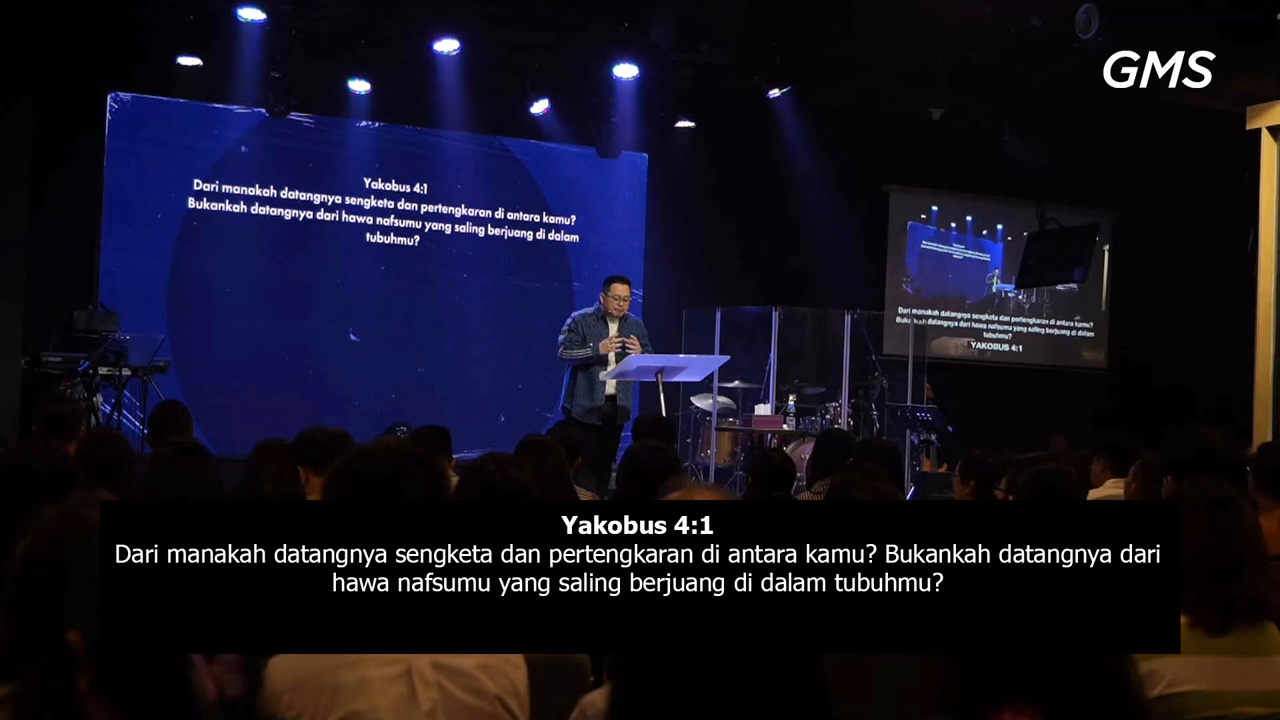 GMS
Yakobus 4:1
Dari manakah datangnya sengketa dan pertengkaran di antara kamu?
Bukankah datangnya dari hawa nafsumu yang saling berjuang di dalam
tubuhmu?
Dari manakah datangnya sengketa dan pertengkaran di antara kamu?
Bukankah datangnya dari hawa nafsumu yang saling berjuang di dalam
tubuhmu?
YAKOBUS 4:1
Yakobus 4:1
Dari manakah datangnya sengketa dan pertengkaran di antara kamu? Bukankah datangnya dari
hawa nafsumu yang saling berjuang di dalam tubuhmu?